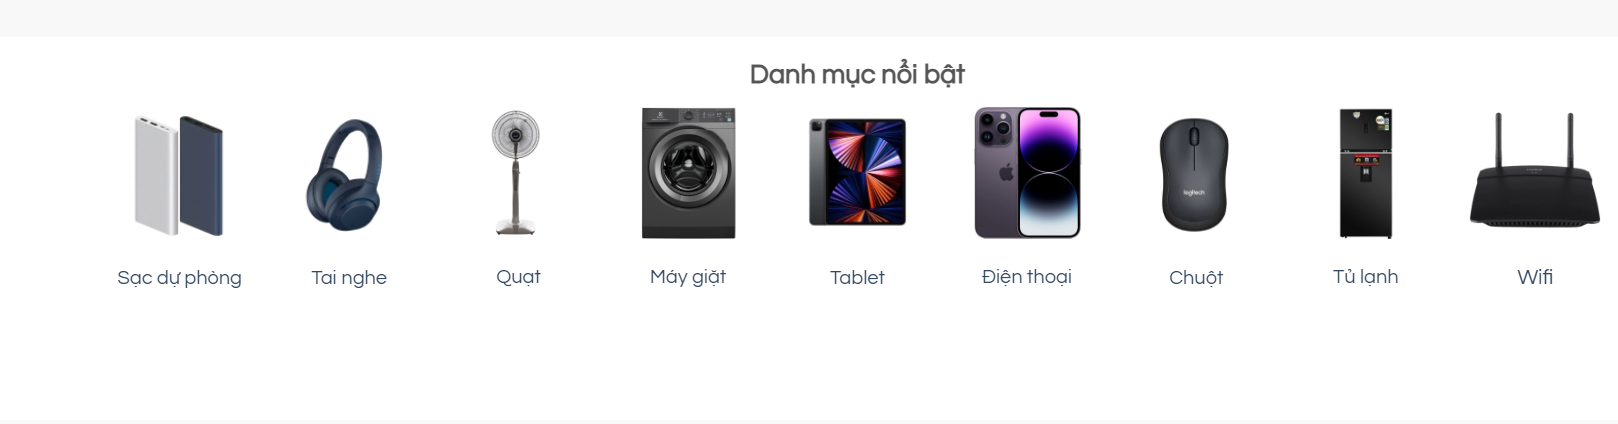 Danh mục nổi bật
logitech
Sạc dự phòng
Tai nghe
Quạt
Máy giặt
Tablet
Điện thoại
Chuột
Tủ lạnh
Wifi